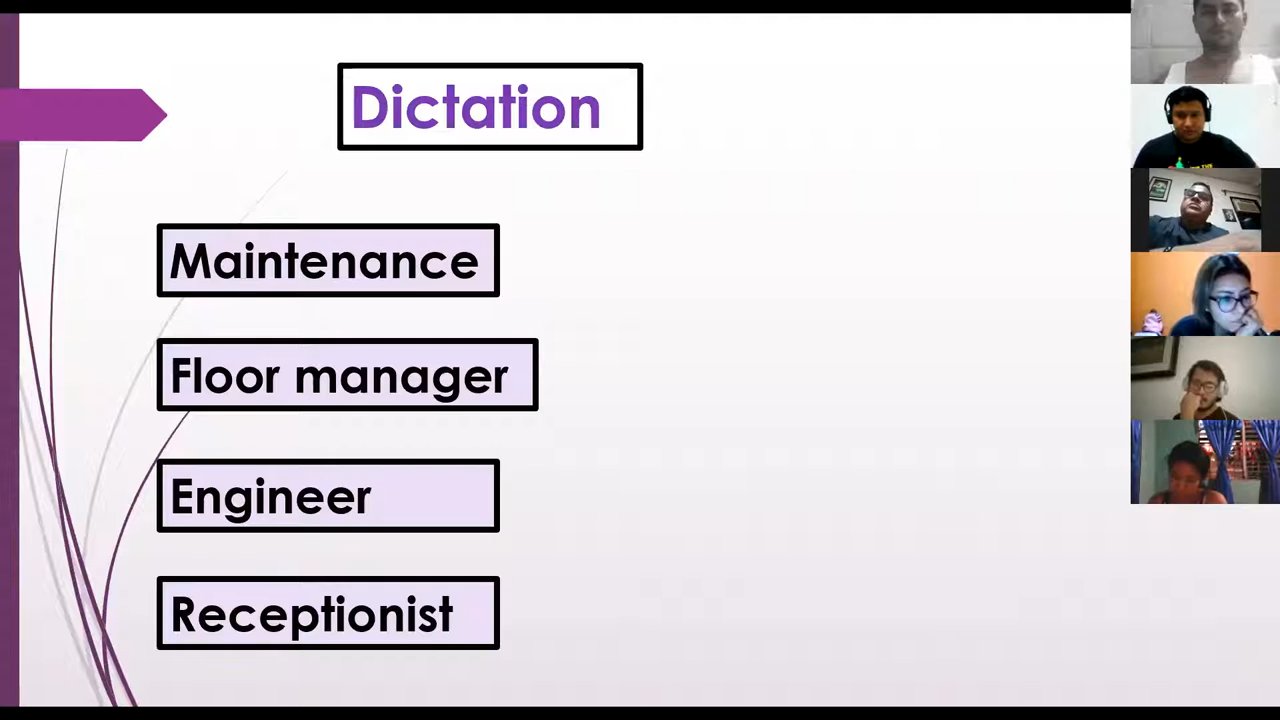 Dictation
Maintenance
Floor manager
Engineer
Receptionist